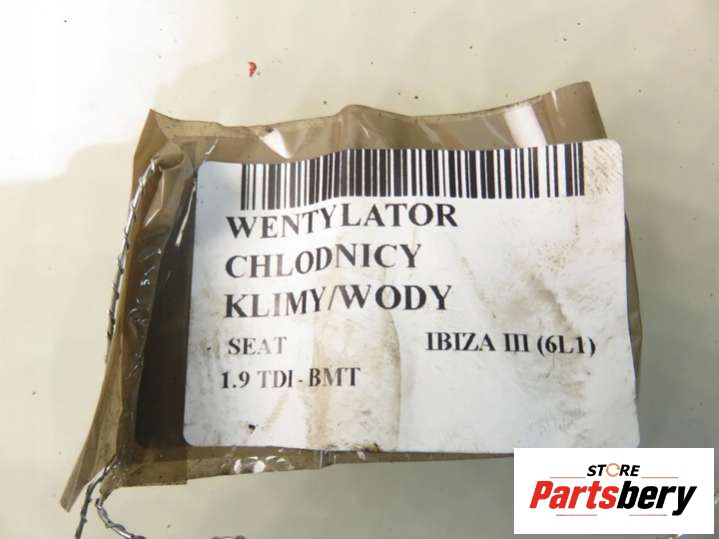 WENTYLATOR
CHLODNICY
KLIMY/WODY
SEAT IBIZA III (6L1)
1.9 TDI - BMT
STORE
Partsbery